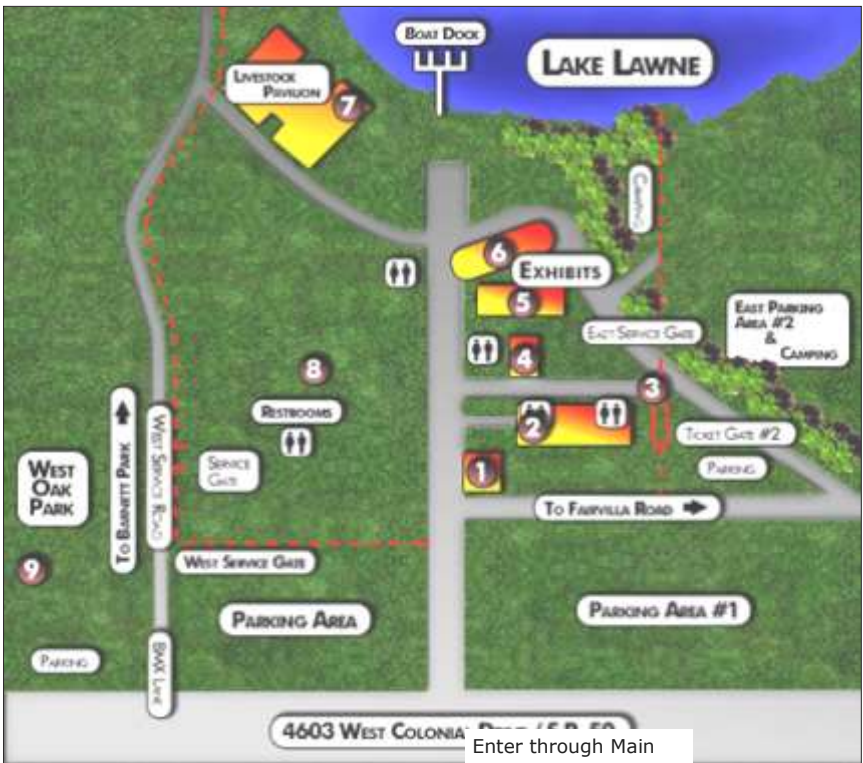 BOAT DOCK
LAKE LAWNE
LIVESTOCK
PAVILION
7
CAMPING
6
EXHIBITS
5
EAST SERVICE GATE
EAST PARKING
AREA #2
&
CAMPING
4
8
3
RESTROOMS
2
TICKET GATE #2
PARKING
1
SERVICE
GATE
WEST SERVICE ROAD
TO BARNETT PARK
WEST
OAK
PARK
TO FAIRVILLA ROAD
9
WEST SERVICE GATE
PARKING AREA
PARKING AREA #1
PARKING
BMX LANE
4603 WEST COLONIAL
Enter through Main